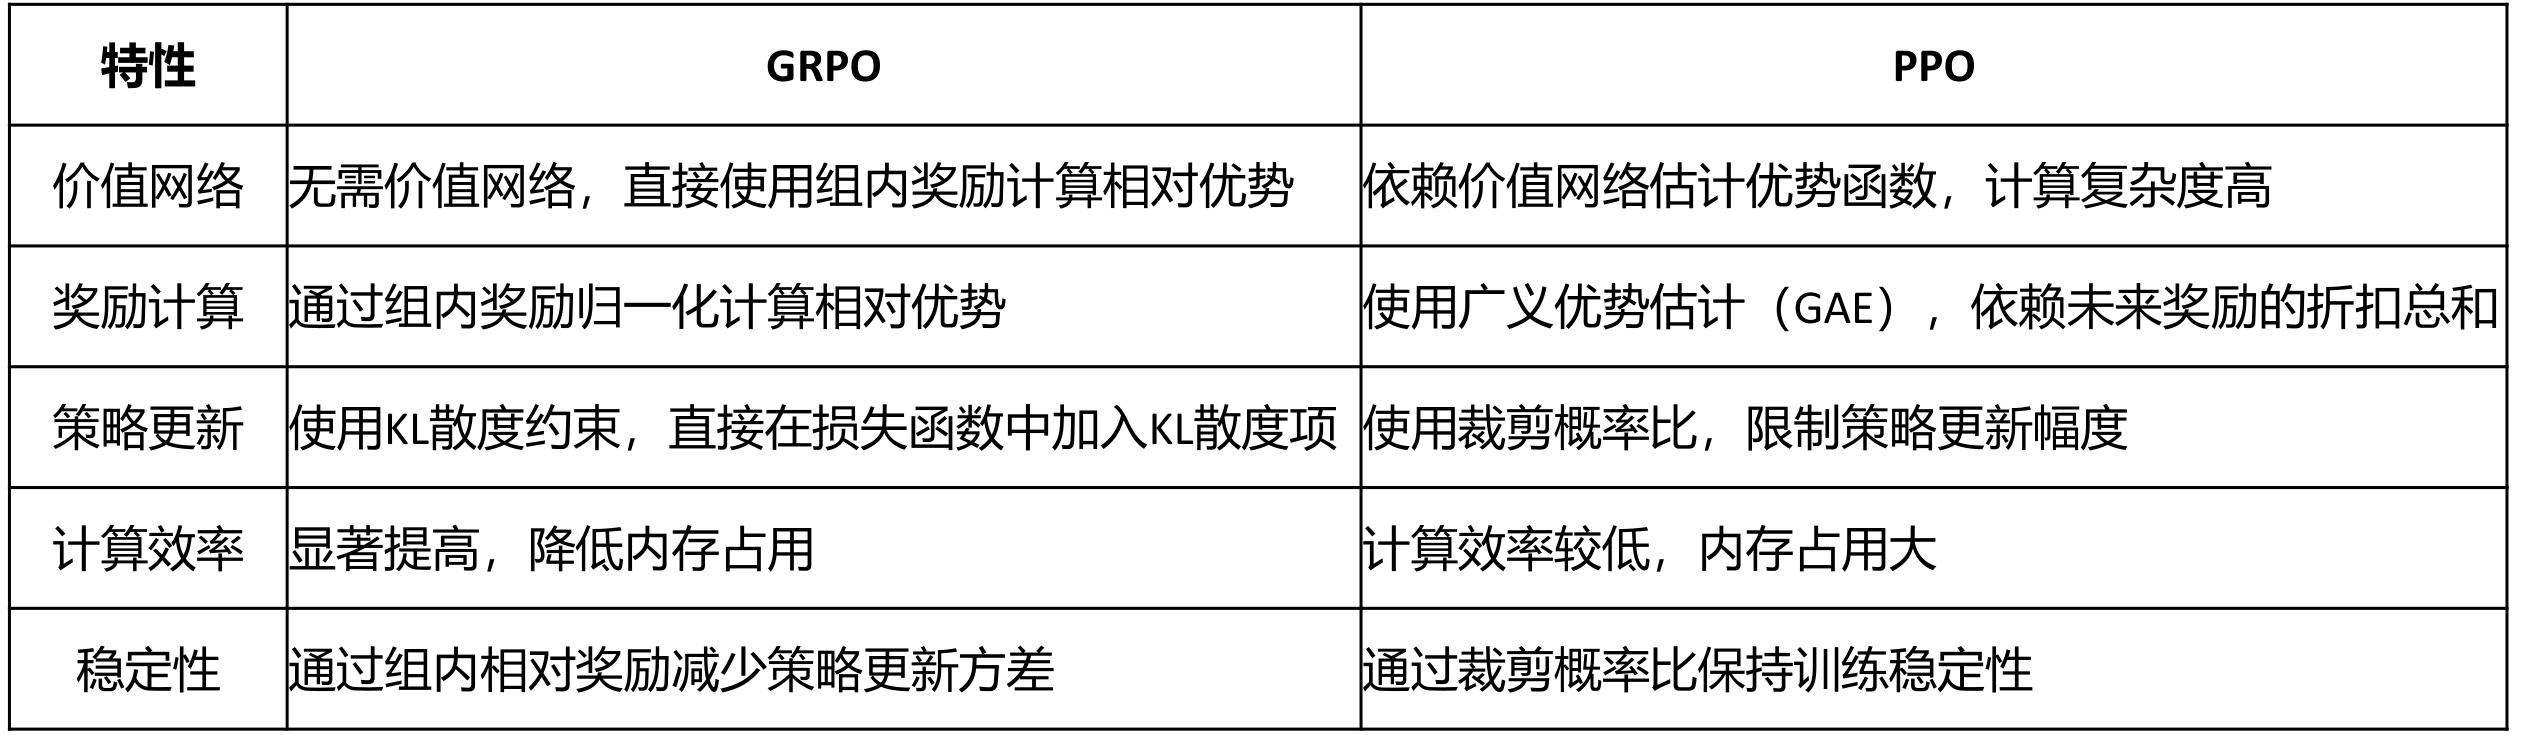 特性 GRPO PPO
价值网络 无需价值网络，直接使用组内奖励计算相对优势 依赖价值网络估计优势函数，计算复杂度高
奖励计算 通过组内奖励归一化计算相对优势 使用广义优势估计（GAE），依赖未来奖励的折扣总和
策略更新 使用KL散度约束，直接在损失函数中加入KL散度项 使用裁剪概率比，限制策略更新幅度
计算效率 显著提高，降低内存占用 计算效率较低，内存占用大
稳定性 通过组内相对奖励减少策略更新方差 通过裁剪概率比保持训练稳定性